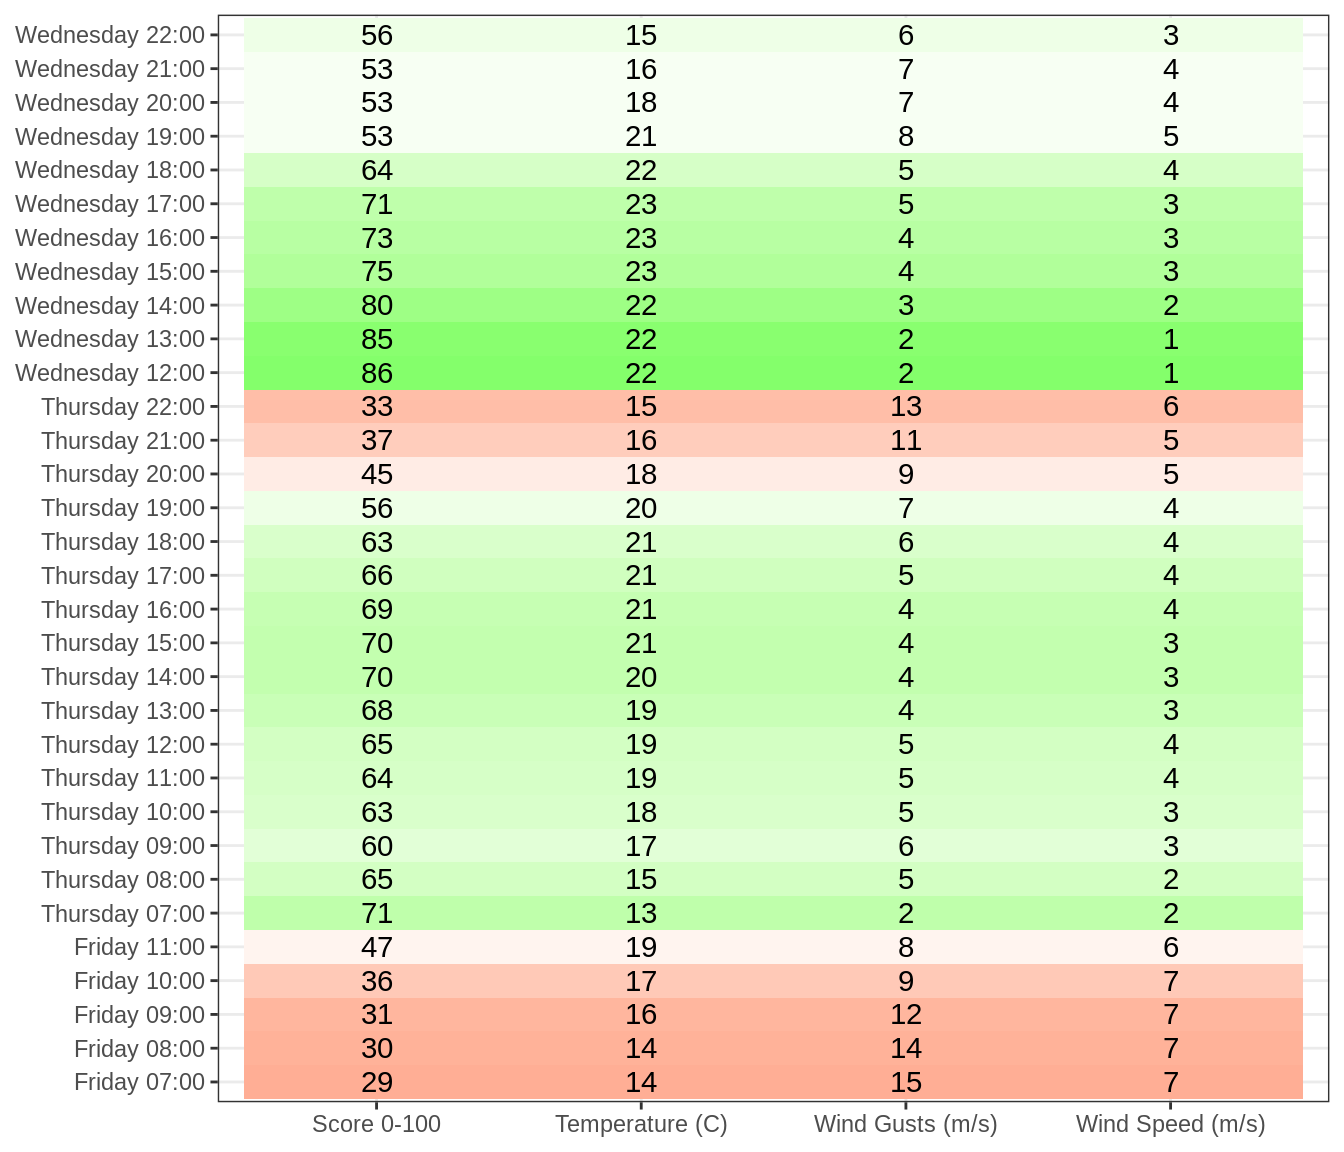 Wednesday 22:00 56 15 6 3
Wednesday 21:00 53 16 7 4
Wednesday 20:00 53 18 7 4
Wednesday 19:00 53 21 8 5
Wednesday 18:00 64 22 5 4
Wednesday 17:00 71 23 5 3
Wednesday 16:00 73 23 4 3
Wednesday 15:00 75 23 4 3
Wednesday 14:00 80 22 3 2
Wednesday 13:00 85 22 2 1
Wednesday 12:00 86 22 2 1
Thursday 22:00 33 15 13 6
Thursday 21:00 37 16 11 5
Thursday 20:00 45 18 9 5
Thursday 19:00 56 20 7 4
Thursday 18:00 63 21 6 4
Thursday 17:00 66 21 5 4
Thursday 16:00 69 21 4 4
Thursday 15:00 70 21 4 3
Thursday 14:00 70 20 4 3
Thursday 13:00 68 19 4 3
Thursday 12:00 65 19 5 4
Thursday 11:00 64 19 5 4
Thursday 10:00 63 18 5 3
Thursday 09:00 60 17 6 3
Thursday 08:00 65 15 5 2
Thursday 07:00 71 13 2 2
Friday 11:00 47 19 8 6
Friday 10:00 36 17 9 7
Friday 09:00 31 16 12 7
Friday 08:00 30 14 14 7
Friday 07:00 29 14 15 7
Score 0-100 Temperature (C) Wind Gusts (m/s) Wind Speed (m/s)